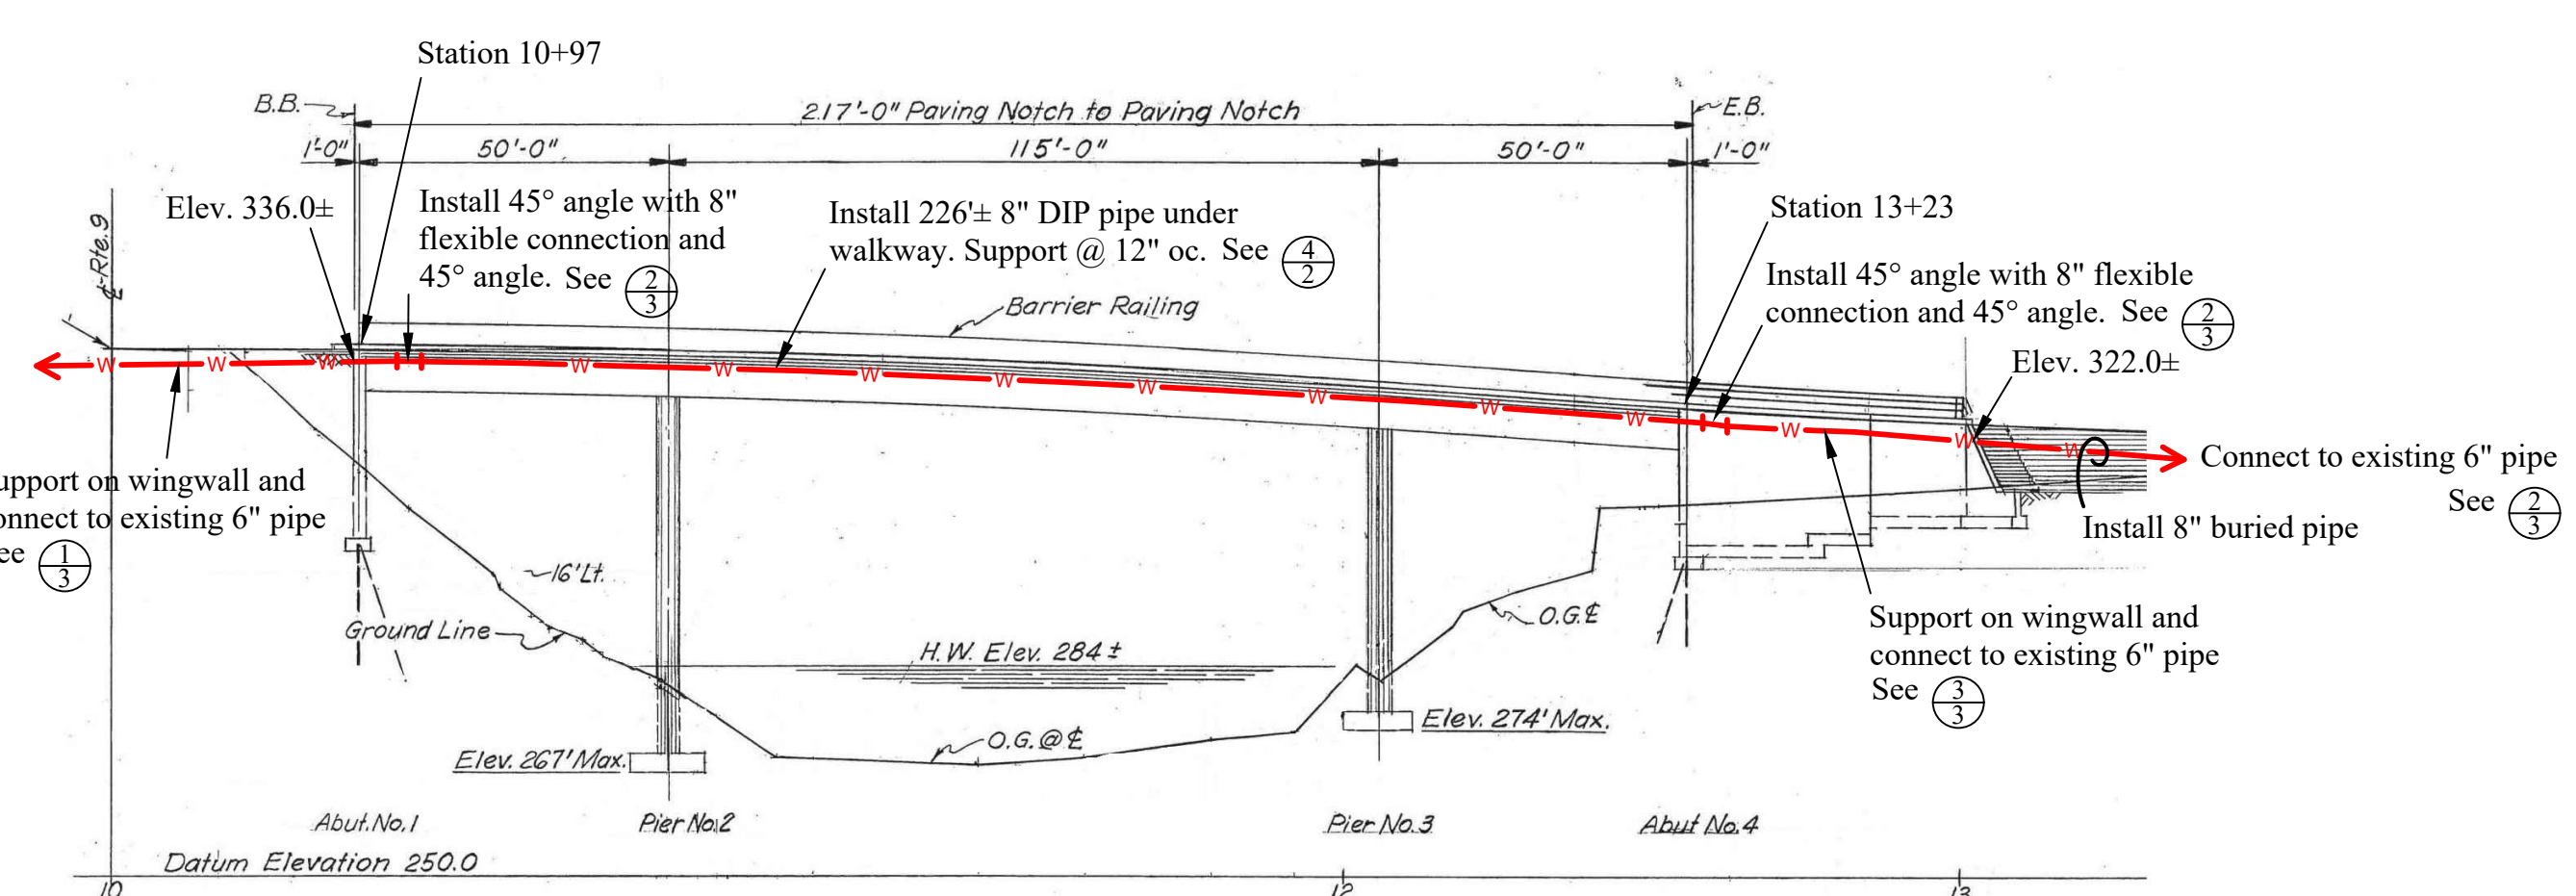 Station 10+97
B.B.
217'-0" Paving Notch to Paving Notch
E.B.
1'-0"
50'-0"
115'-0"
50'-0"
1'-0"
Elev. 336.0±
Install 45° angle with 8"
flexible connection and
45° angle. See 2/3
Install 226'± 8" DIP pipe under
walkway. Support @ 12" oc. See 4/2
Station 13+23
Install 45° angle with 8" flexible
connection and 45° angle. See 2/3
℄ Rte. 9
Barrier Railing
Elev. 322.0±
W W W W W W W W W W W W W W W
upport on wingwall and
onnect to existing 6" pipe
ee 1/3
Connect to existing 6" pipe
See 2/3
Install 8" buried pipe
~16' Lt.
Ground Line
O.G.℄
H.W. Elev. 284±
Support on wingwall and
connect to existing 6" pipe
See 3/3
Elev. 274' Max.
O.G.@℄
Elev. 267' Max.
Abut. No. 1
Pier No. 2
Pier No. 3
Abut No. 4
Datum Elevation 250.0
10
12
13